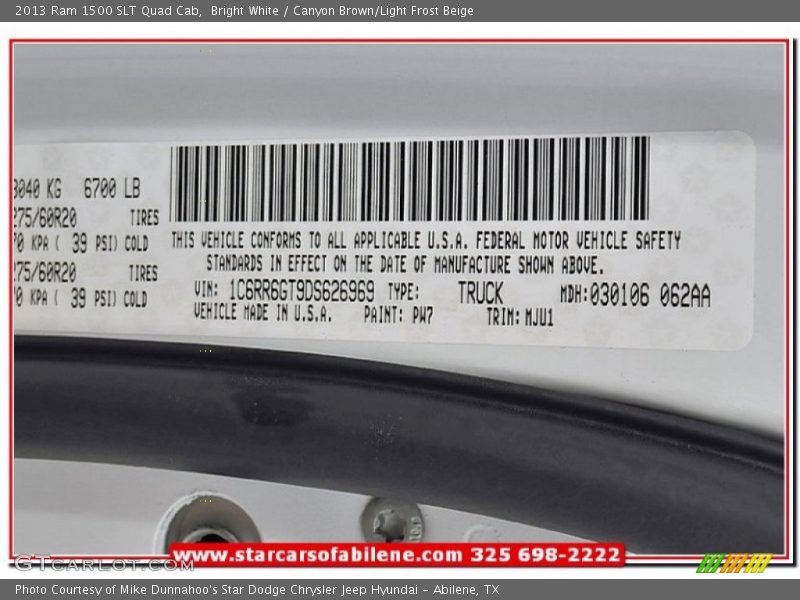 2013 Ram 1500 SLT Quad Cab,  Bright White / Canyon Brown/Light Frost Beige
3040 KG 6700 LB
275/60R20 TIRES
70 KPA ( 39 PSI) COLD
275/60R20 TIRES
70 KPA ( 39 PSI) COLD
THIS VEHICLE CONFORMS TO ALL APPLICABLE U.S.A. FEDERAL MOTOR VEHICLE SAFETY
STANDARDS IN EFFECT ON THE DATE OF MANUFACTURE SHOWN ABOVE.
VIN: 1C6RR6GT9DS626969 TYPE: TRUCK MDH:030106 062AA
VEHICLE MADE IN U.S.A. PAINT: PW7 TRIM:MJU1
www.starcarsofabilene.com 325 698-2222
GTcarlot.com
Photo Courtesy of Mike Dunnahoo's Star Dodge Chrysler Jeep Hyundai - Abilene, TX